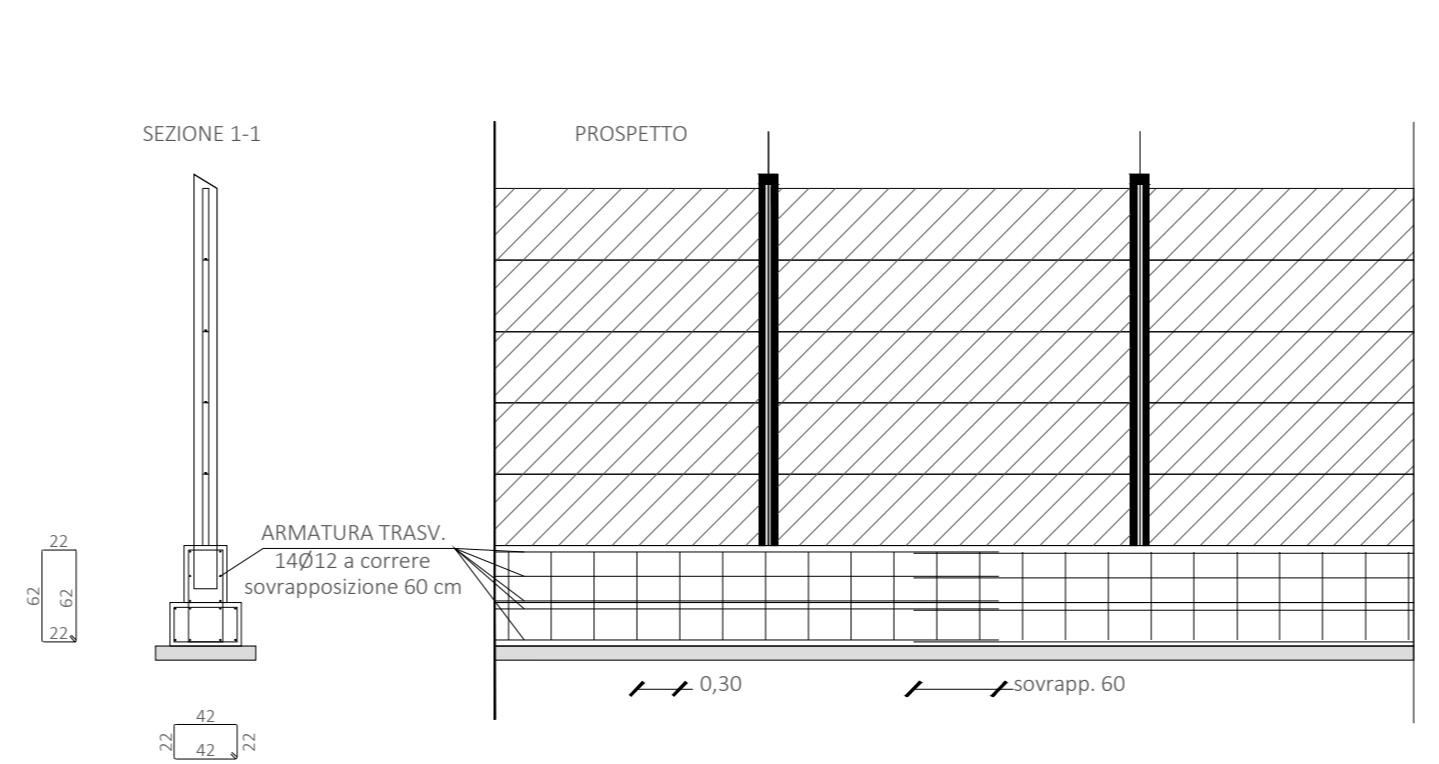 SEZIONE 1-1
PROSPETTO
ARMATURA TRASV.
14Ø12 a correre
sovrapposizione 60 cm
22
62
62
22
0,30
sovrapp. 60
42
22
42
22